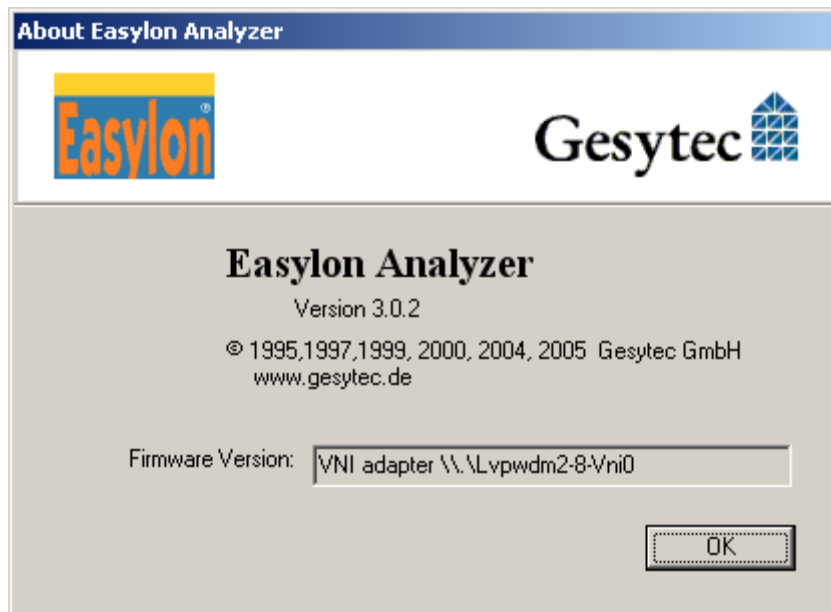 About Easylon Analyzer
Easylon®
Gesytec
Easylon Analyzer
Version 3.0.2
© 1995,1997,1999, 2000, 2004, 2005 Gesytec GmbH
www.gesytec.de
Firmware Version: VNI adapter \\.\Lvpwdm2-8-Vni0
OK